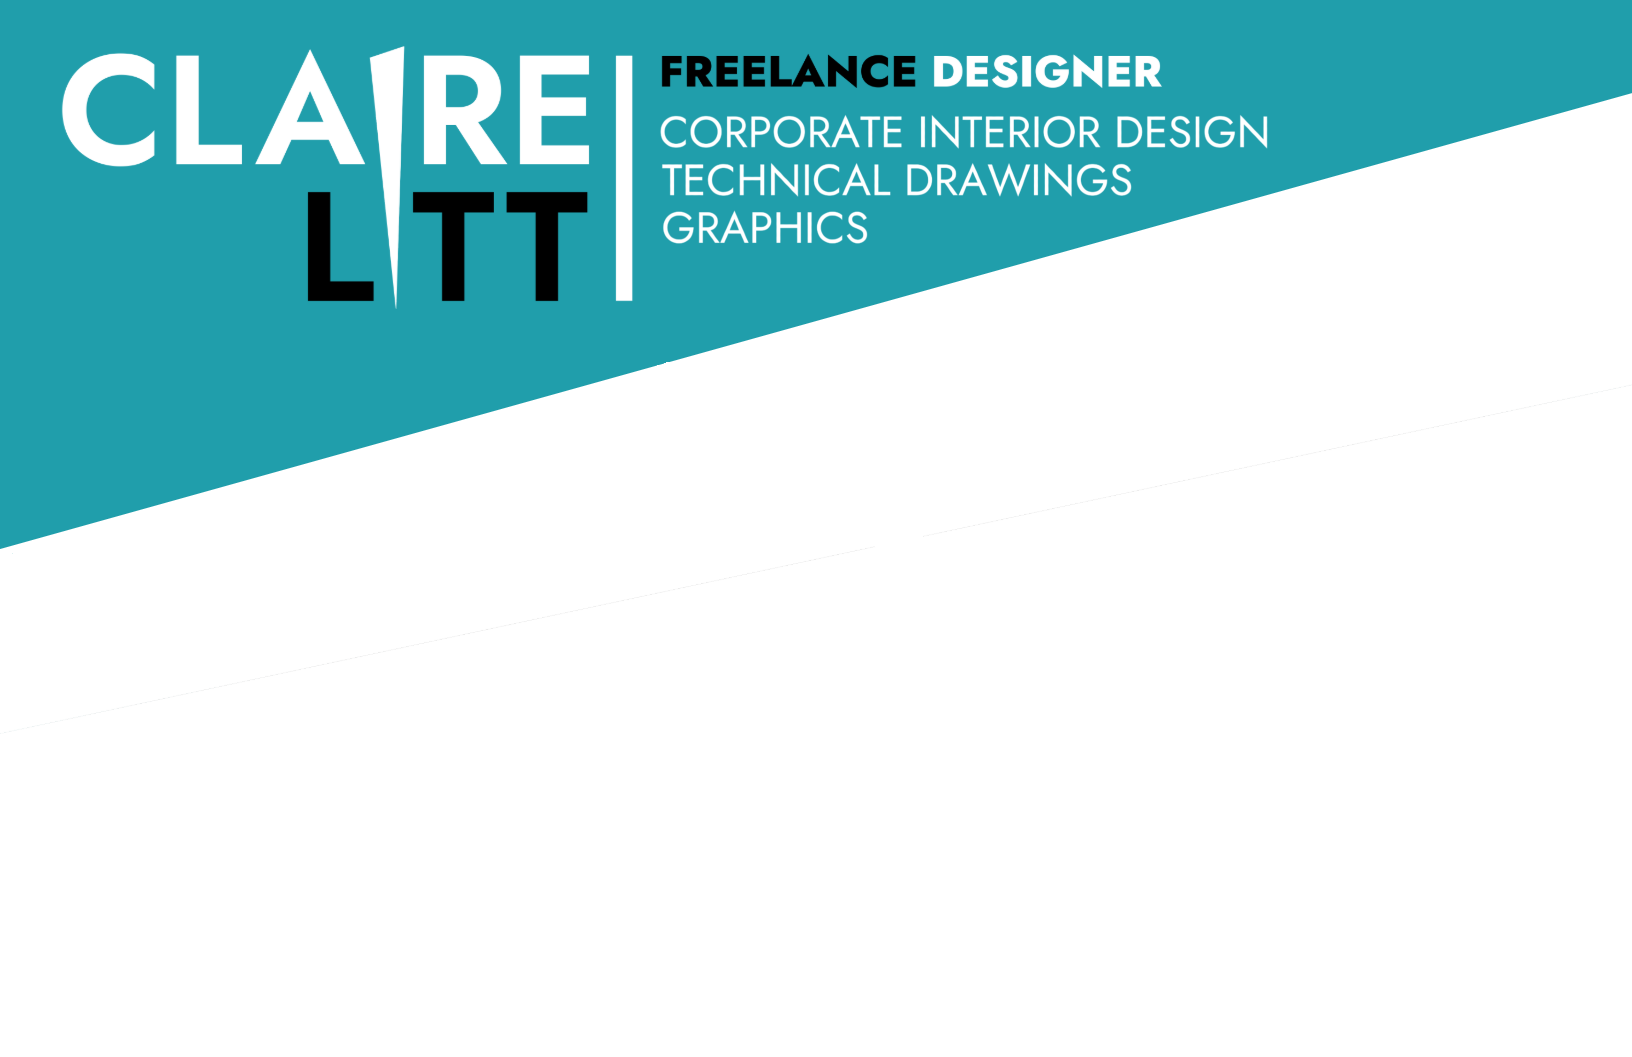 CLAIRE
LITT
FREELANCE DESIGNER
CORPORATE INTERIOR DESIGN
TECHNICAL DRAWINGS
GRAPHICS